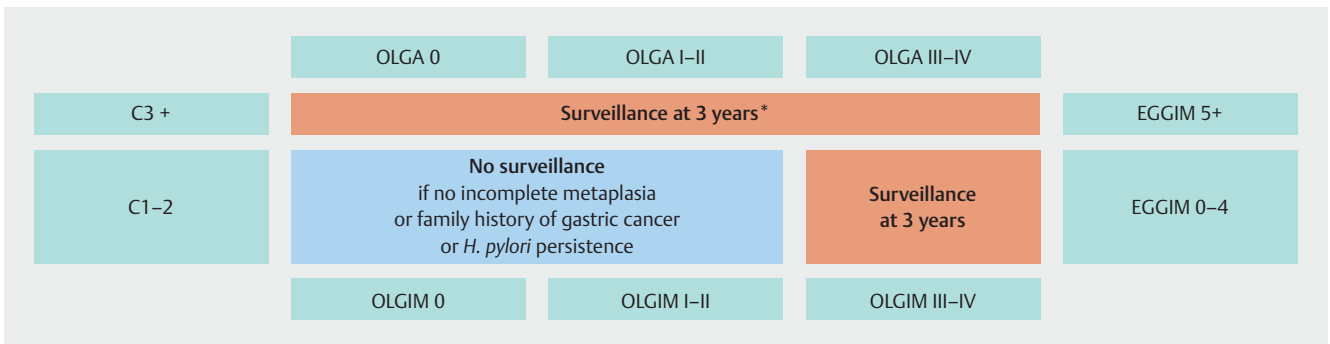 OLGA 0
OLGA I–II
OLGA III–IV
C3 +
Surveillance at 3 years*
EGGIM 5+
C1–2
No surveillance
if no incomplete metaplasia
or family history of gastric cancer
or H. pylori persistence
Surveillance
at 3 years
EGGIM 0–4
OLGIM 0
OLGIM I–II
OLGIM III–IV